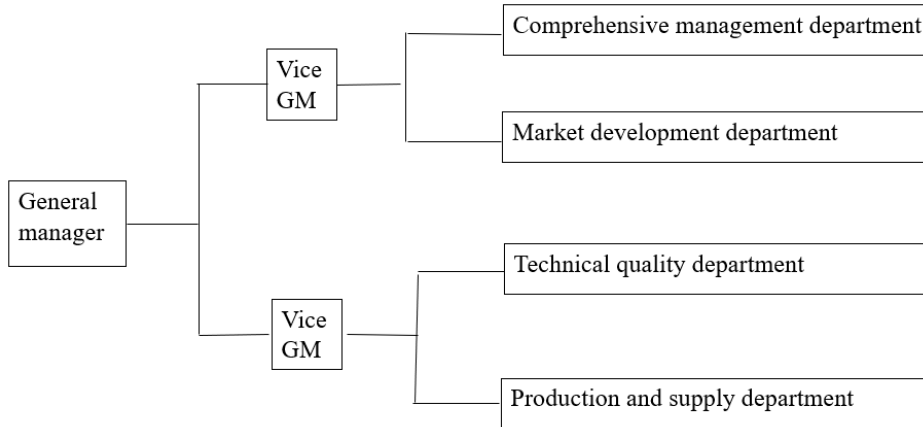 Comprehensive management department
Vice
GM
Market development department
General
manager
Technical quality department
Vice
GM
Production and supply department